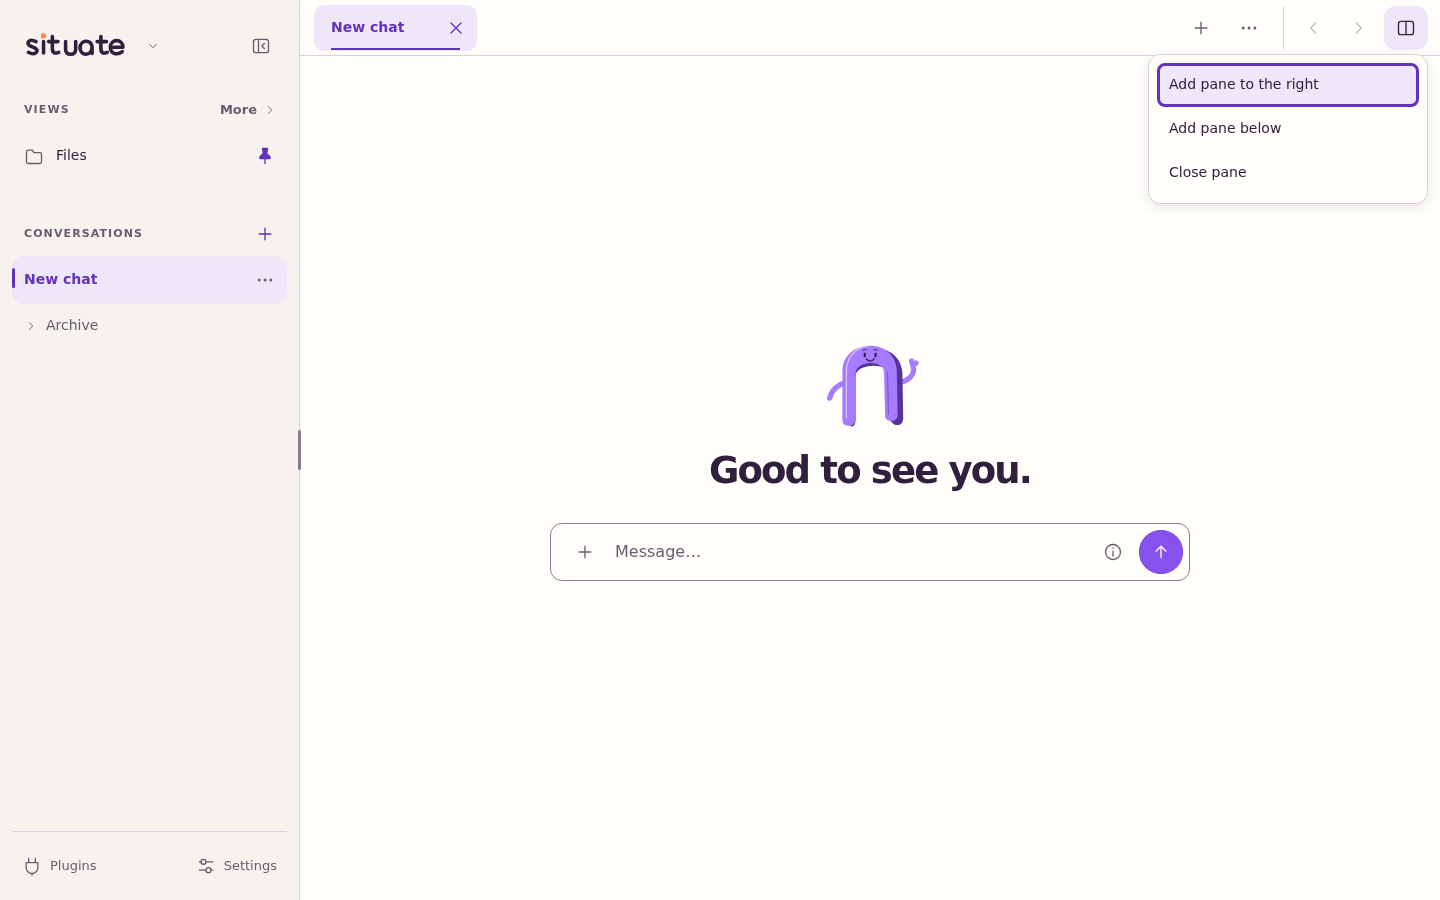 situate
VIEWS
More
Files
CONVERSATIONS
New chat
Archive
Plugins
Settings
New chat
Add pane to the right
Add pane below
Close pane
Good to see you.
Message...